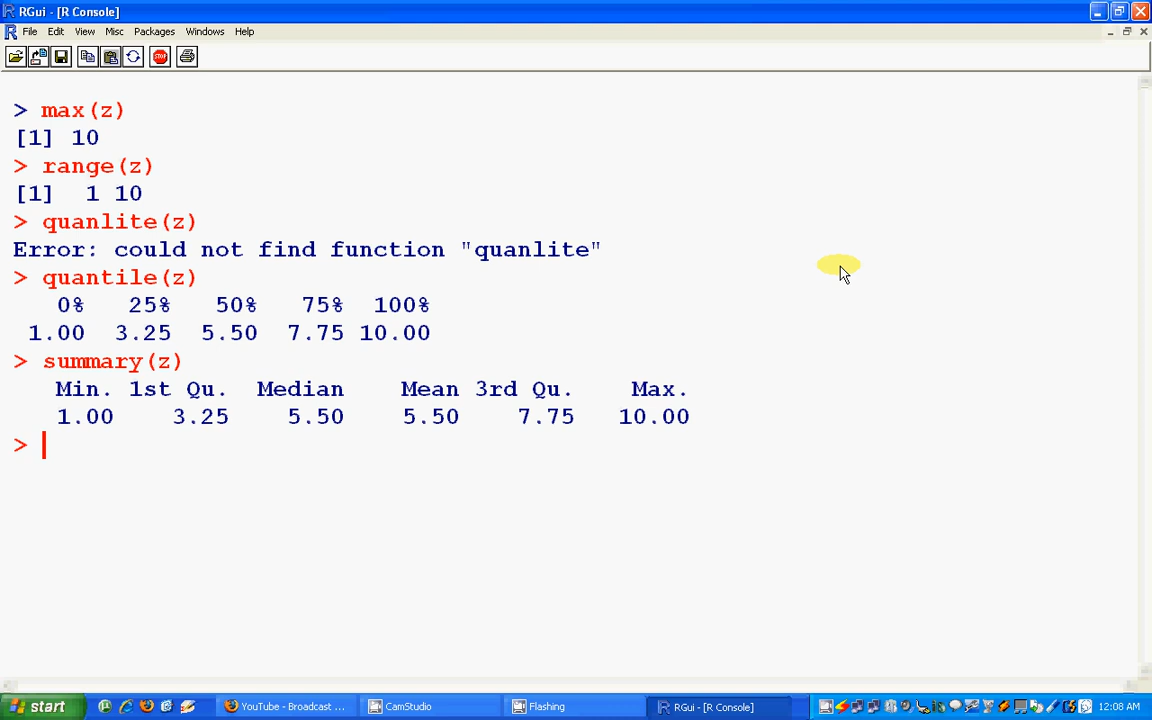 RGui - [R Console]
File Edit View Misc Packages Windows Help
STOP
> max(z)
[1] 10
> range(z)
[1]  1 10
> quanlite(z)
Error: could not find function "quanlite"
> quantile(z)
   0%   25%   50%   75%  100%
 1.00  3.25  5.50  7.75 10.00
> summary(z)
   Min. 1st Qu.  Median    Mean 3rd Qu.    Max.
   1.00    3.25    5.50    5.50    7.75   10.00
>
start YouTube - Broadcast ... CamStudio Flashing RGui - [R Console] 12:08 AM